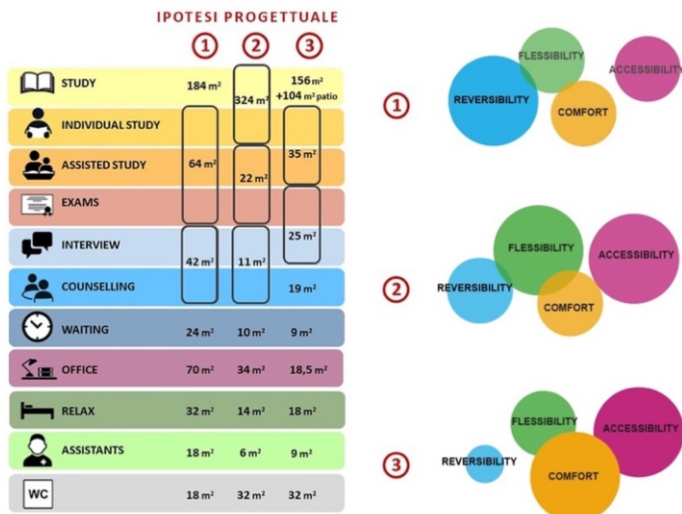 IPOTESI PROGETTUALE
1 2 3
STUDY 184 m² 324 m² 156 m² +104 m² patio
INDIVIDUAL STUDY
ASSISTED STUDY 64 m² 22 m² 35 m²
EXAMS
INTERVIEW 42 m² 11 m² 25 m²
COUNSELLING 19 m²
WAITING 24 m² 10 m² 9 m²
OFFICE 70 m² 34 m² 18,5 m²
RELAX 32 m² 14 m² 18 m²
ASSISTANTS 18 m² 6 m² 9 m²
WC 18 m² 32 m² 32 m²
1
FLESSIBILITY
ACCESSIBILITY
REVERSIBILITY
COMFORT
2
FLESSIBILITY
ACCESSIBILITY
REVERSIBILITY
COMFORT
3
FLESSIBILITY
ACCESSIBILITY
REVERSIBILITY
COMFORT